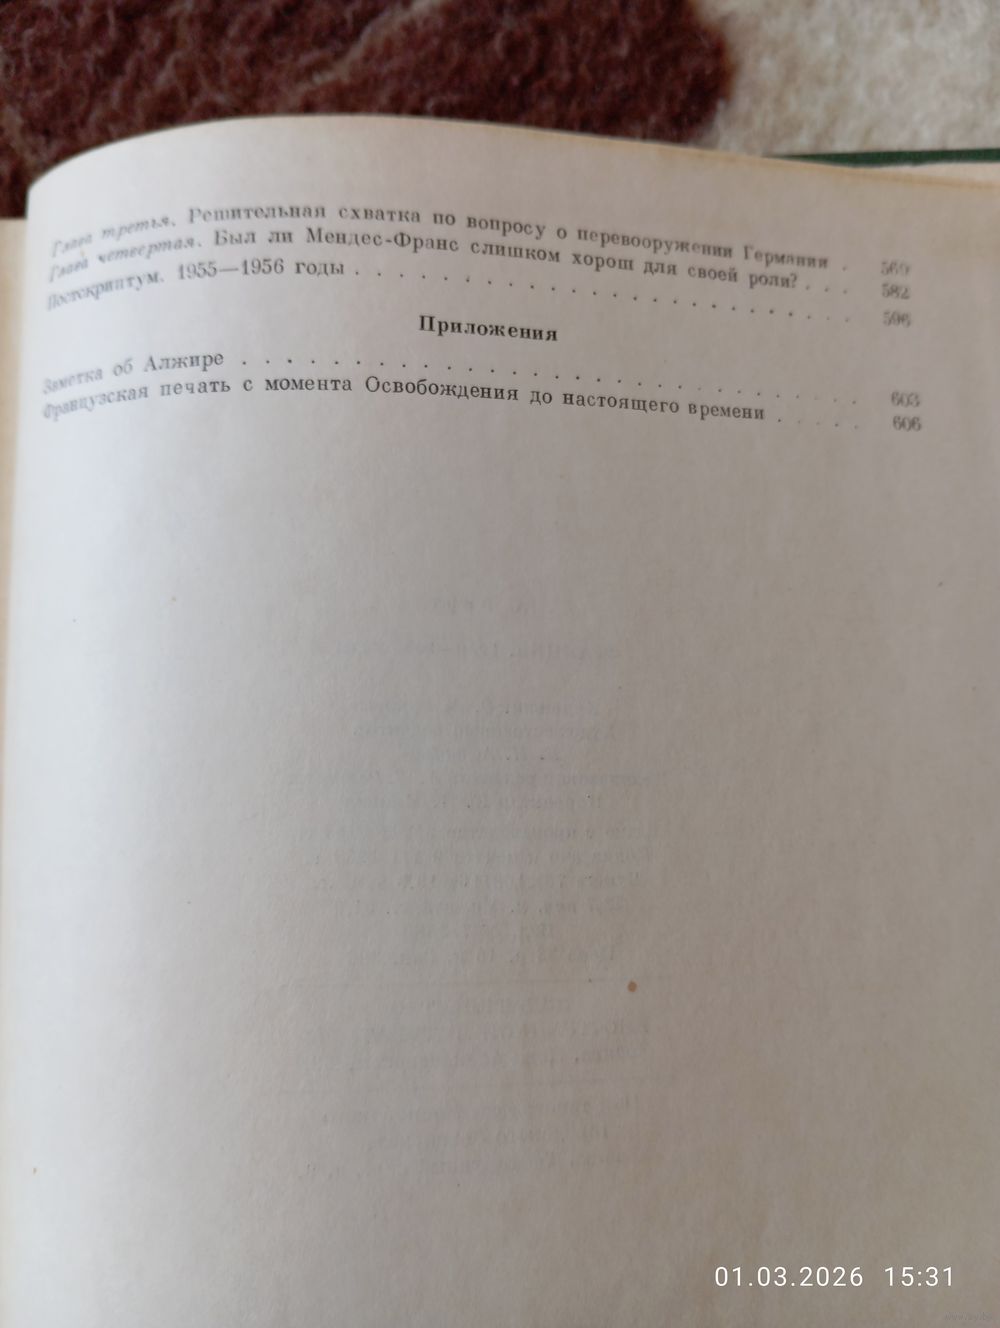 Глава третья. Решительная схватка по вопросу о перевооружении Германии . 569
Глава четвертая. Был ли Мендес-Франс слишком хорош для своей роли? . . . 582
Постскриптум. 1955—1956 годы . . . . . . . . . . . . . . . . . . 596
Приложения
Заметка об Алжире . . . . . . . . . . . . . . . . . . . . . . 603
Французская печать с момента Освобождения до настоящего времени . . . . . 606
01.03.2026 15:31